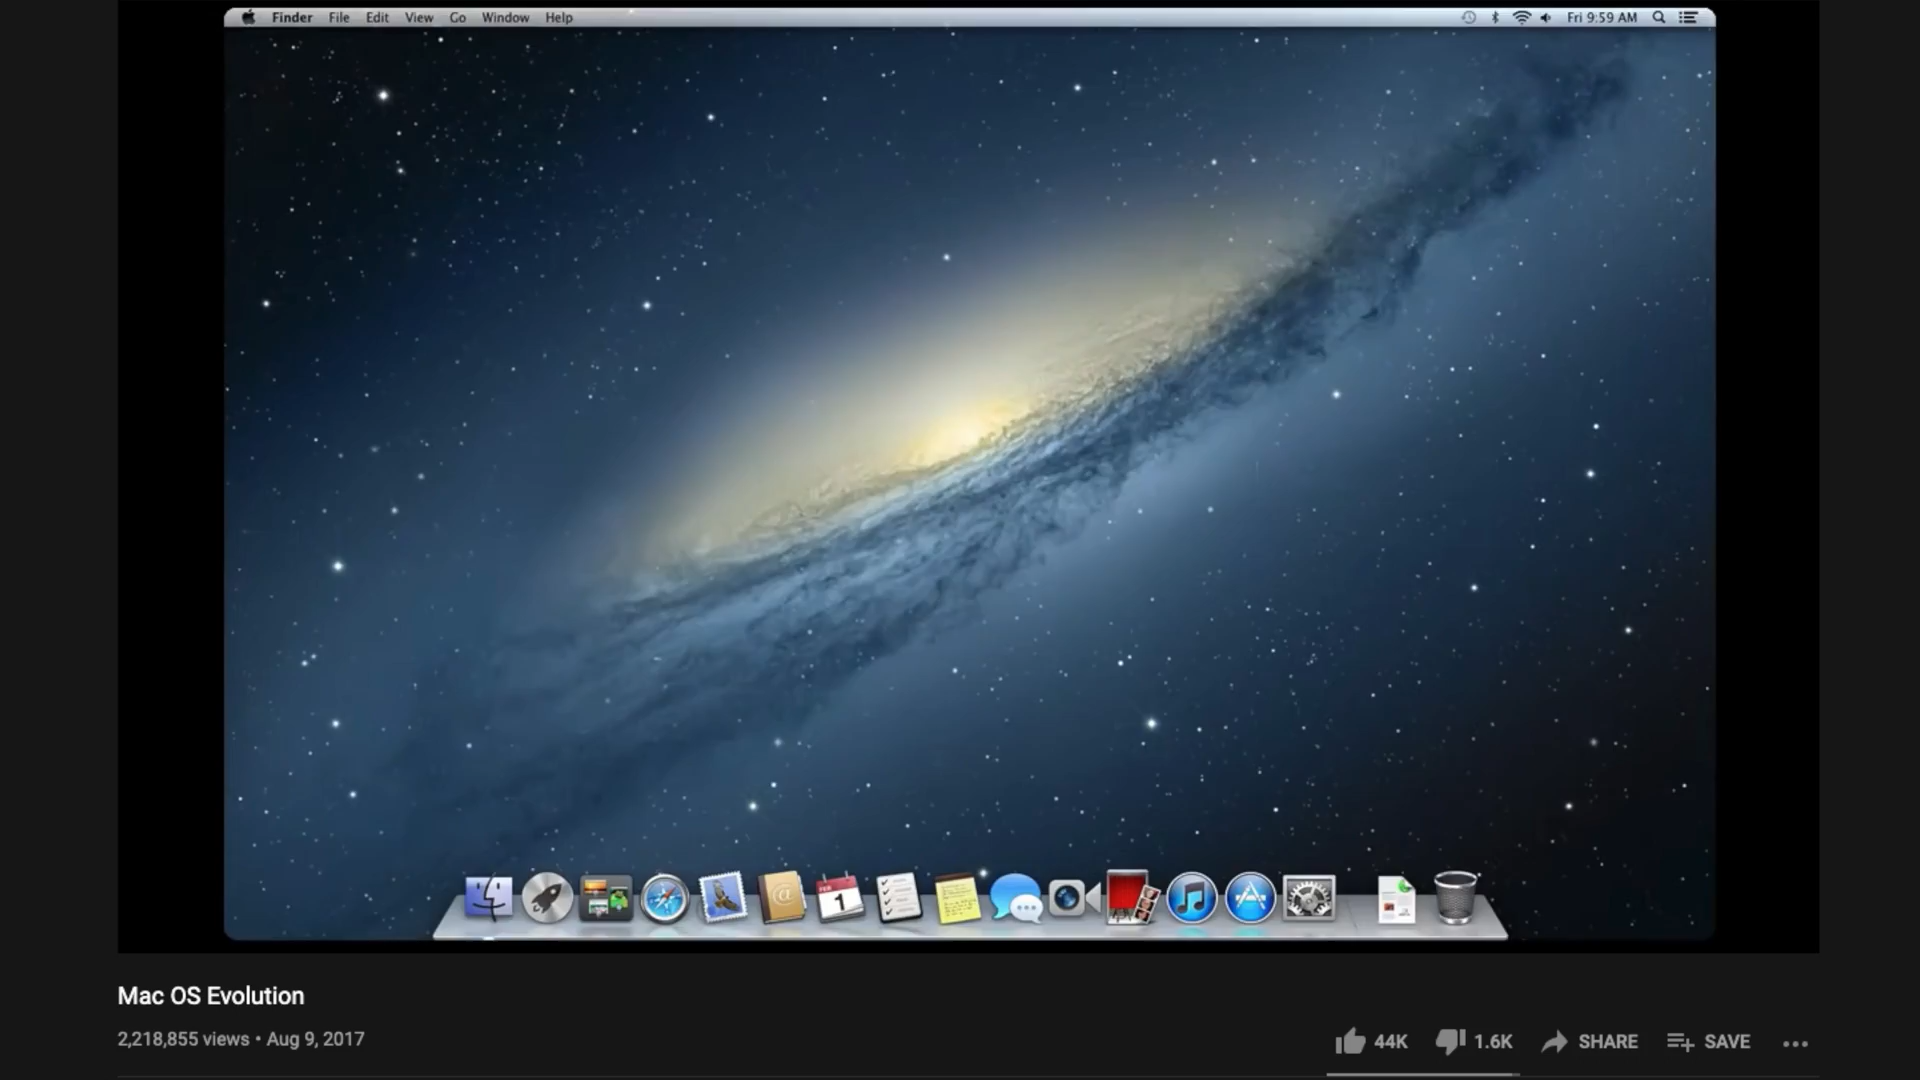 Finder File Edit View Go Window Help Fri 9:59 AM
FEB
1
Mac OS Evolution
2,218,855 views • Aug 9, 2017
44K 1.6K SHARE SAVE